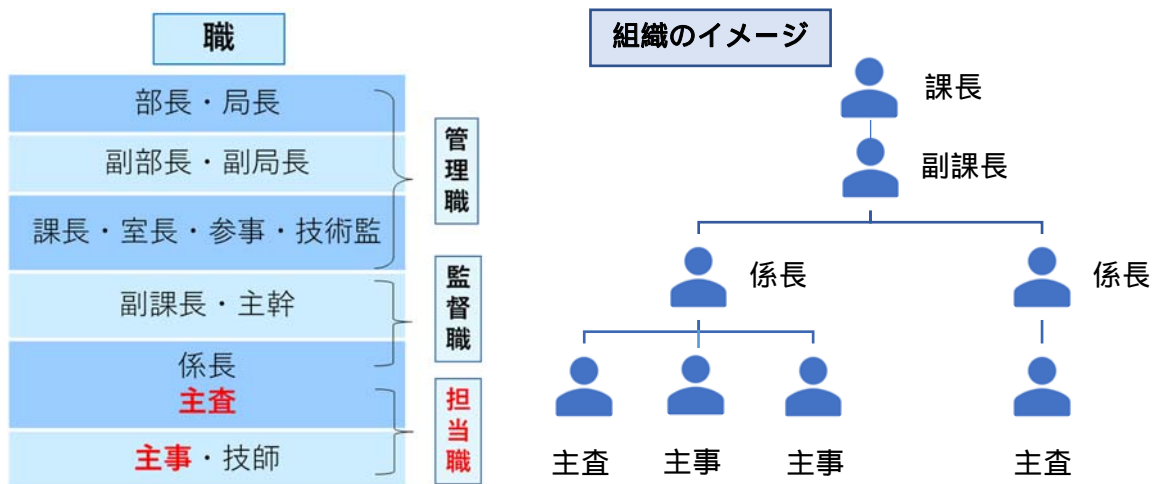 職
部長・局長
副部長・副局長
課長・室長・参事・技術監
副課長・主幹
係長
主査
主事・技師
管理職
監督職
担当職
組織のイメージ
課長
副課長
係長
係長
主査
主事
主事
主査